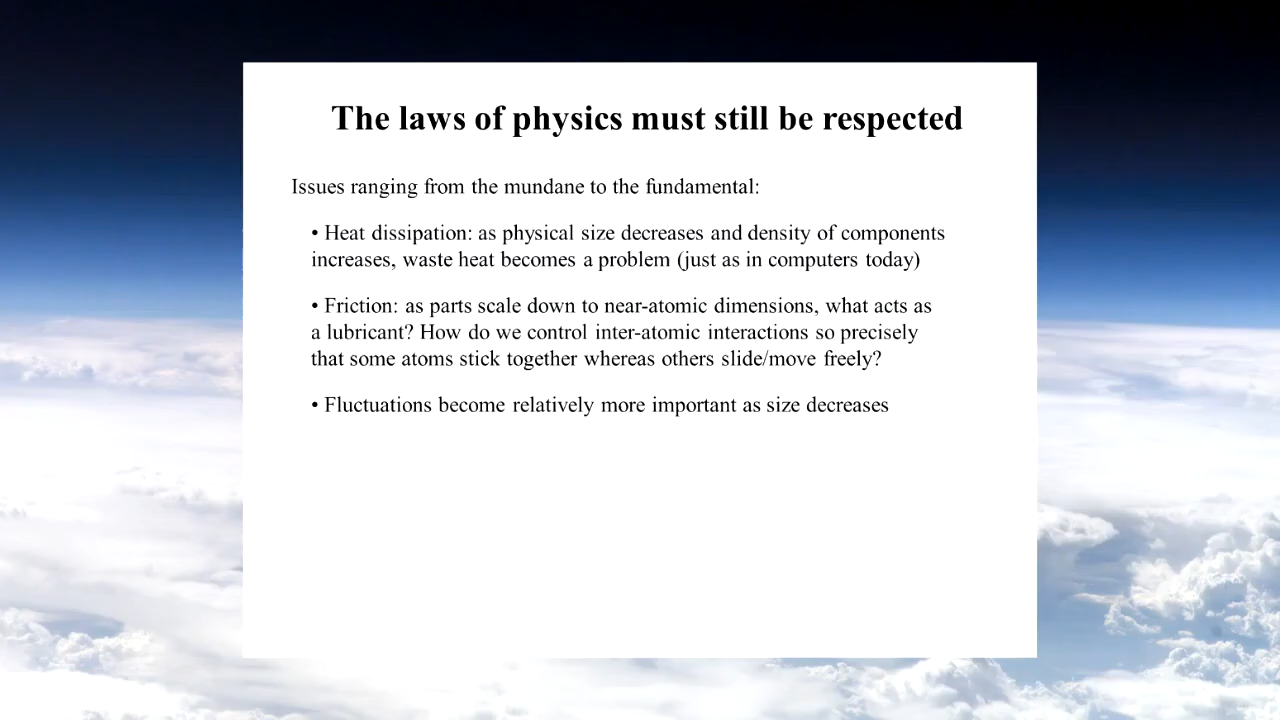 The laws of physics must still be respected
Issues ranging from the mundane to the fundamental:
• Heat dissipation: as physical size decreases and density of components
increases, waste heat becomes a problem (just as in computers today)
• Friction: as parts scale down to near-atomic dimensions, what acts as
a lubricant? How do we control inter-atomic interactions so precisely
that some atoms stick together whereas others slide/move freely?
• Fluctuations become relatively more important as size decreases